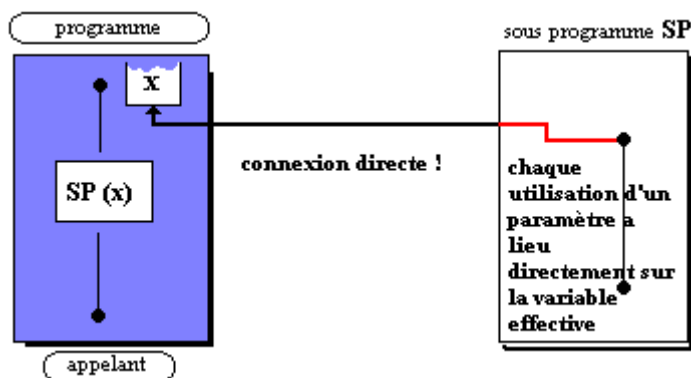 programme
sous programme SP
x
connexion directe !
SP (x)
chaque
utilisation d'un
paramètre a
lieu
directement sur
la variable
effective
appelant